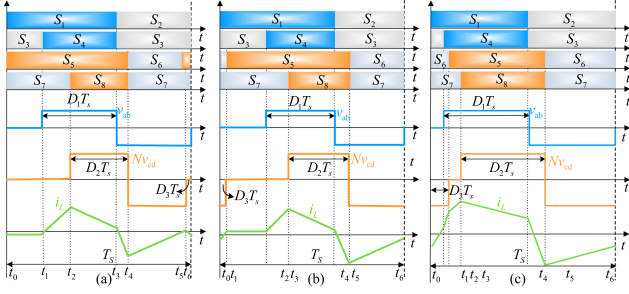 S1 S2 S1 S2 S1 S2
t t t
S3 S4 S3 S3 S4 S3 S3 S4 S3
t t t
S5 S6 S5 S6 S6 S5 S6
t t t
S7 S8 S7 S7 S8 S7 S7 S8 S7
t t t
D1Ts vab D1Ts vab D1Ts vab
t t t
Nvcd Nvcd Nvcd
D2Ts D2Ts D2Ts
D3Ts t D3Ts t D3Ts t
iL iL iL
t t t
TS TS TS
t0 t1 t2 t3 t4 t5 t6 t0 t1 t2 t3 t4 t5 t6 t0 t1 t2 t3 t4 t5 t6
(a) (b) (c)